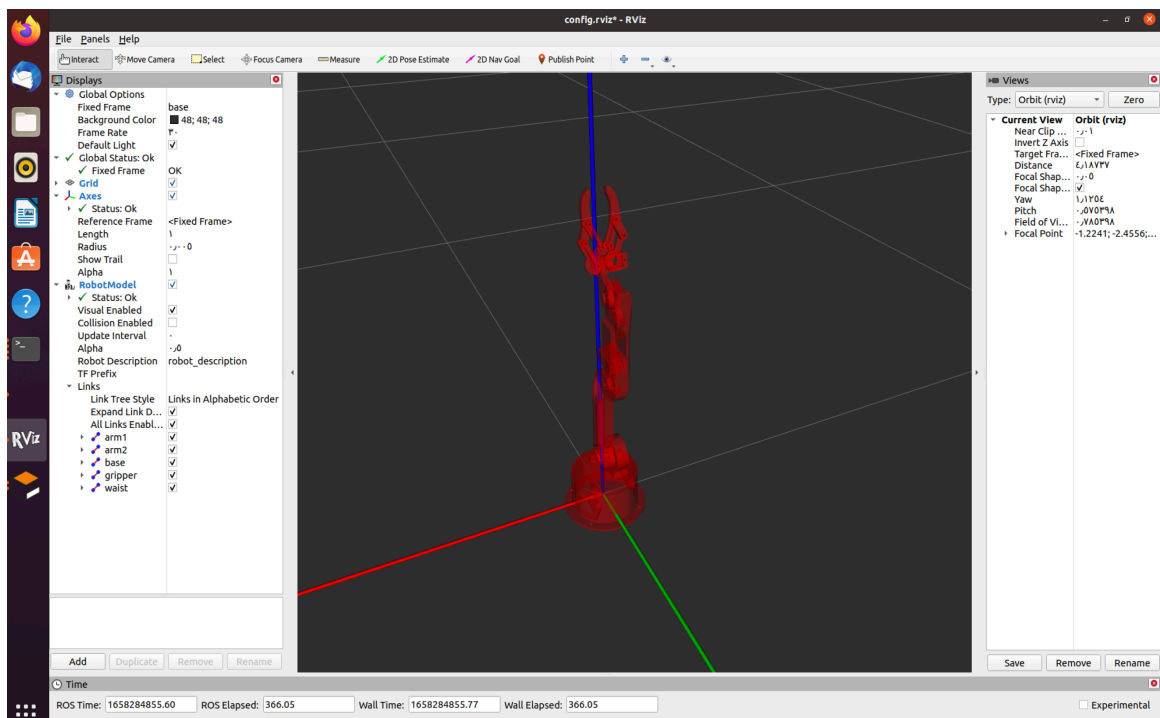 config.rviz* - RViz
File Panels Help
Interact Move Camera Select Focus Camera Measure 2D Pose Estimate 2D Nav Goal Publish Point
Displays
Global Options
Fixed Frame base
Background Color 48; 48; 48
Frame Rate ٣٠
Default Light
Global Status: Ok
Fixed Frame OK
Grid
Axes
Status: Ok
Reference Frame <Fixed Frame>
Length ١
Radius ٠٫٠٠٥
Show Trail
Alpha ١
RobotModel
Status: Ok
Visual Enabled
Collision Enabled
Update Interval ٠
Alpha ٠٫٥
Robot Description robot_description
TF Prefix
Links
Link Tree Style Links in Alphabetic Order
Expand Link D...
All Links Enabl...
arm1
arm2
base
gripper
waist
Add Duplicate Remove Rename
Views
Type: Orbit (rviz) Zero
Current View Orbit (rviz)
Near Clip ... ٠٫٠١
Invert Z Axis
Target Fra... <Fixed Frame>
Distance ٤٫١٨٧٣٧
Focal Shap... ٠٫٠٥
Focal Shap...
Yaw ١٫١٢٥٤
Pitch ٠٫٥٧٥٣٩٨
Field of Vi... ٠٫٧٨٥٣٩٨
Focal Point -1.2241; -2.4556;...
Save Remove Rename
RViz
Time
ROS Time: 1658284855.60 ROS Elapsed: 366.05 Wall Time: 1658284855.77 Wall Elapsed: 366.05 Experimental